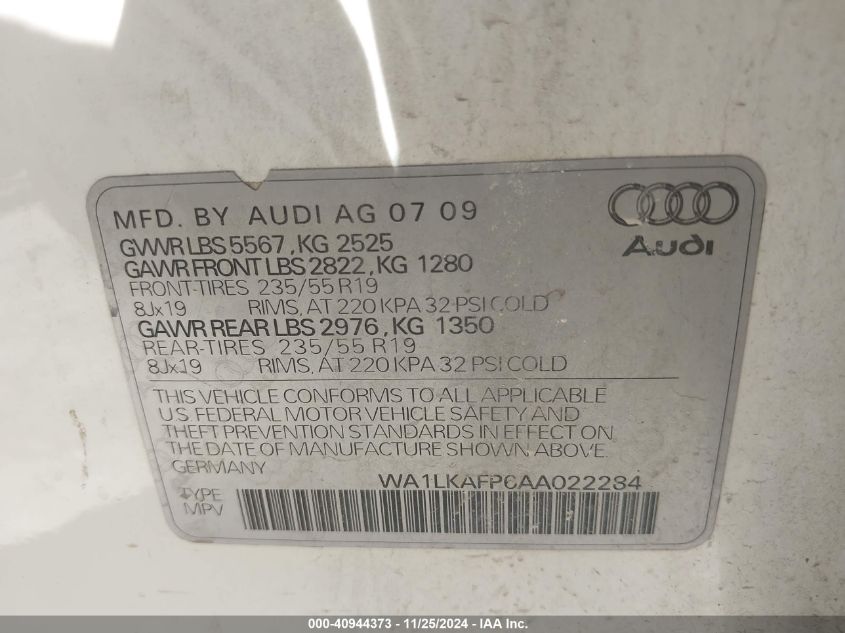 MFD. BY AUDI AG 07 09
GVWR LBS 5567, KG 2525
GAWR FRONT LBS 2822, KG 1280
FRONT-TIRES 235/55 R19
8Jx19 RIMS, AT 220 KPA 32 PSI COLD
GAWR REAR LBS 2976, KG 1350
REAR-TIRES 235/55 R19
8Jx19 RIMS, AT 220 KPA 32 PSI COLD
Audi
THIS VEHICLE CONFORMS TO ALL APPLICABLE
U.S. FEDERAL MOTOR VEHICLE SAFETY AND
THEFT PREVENTION STANDARDS IN EFFECT ON
THE DATE OF MANUFACTURE SHOWN ABOVE.
GERMANY
WA1LKAFP6AA022284
TYPE
MPV
000-40944373 - 11/25/2024 - IAA Inc.